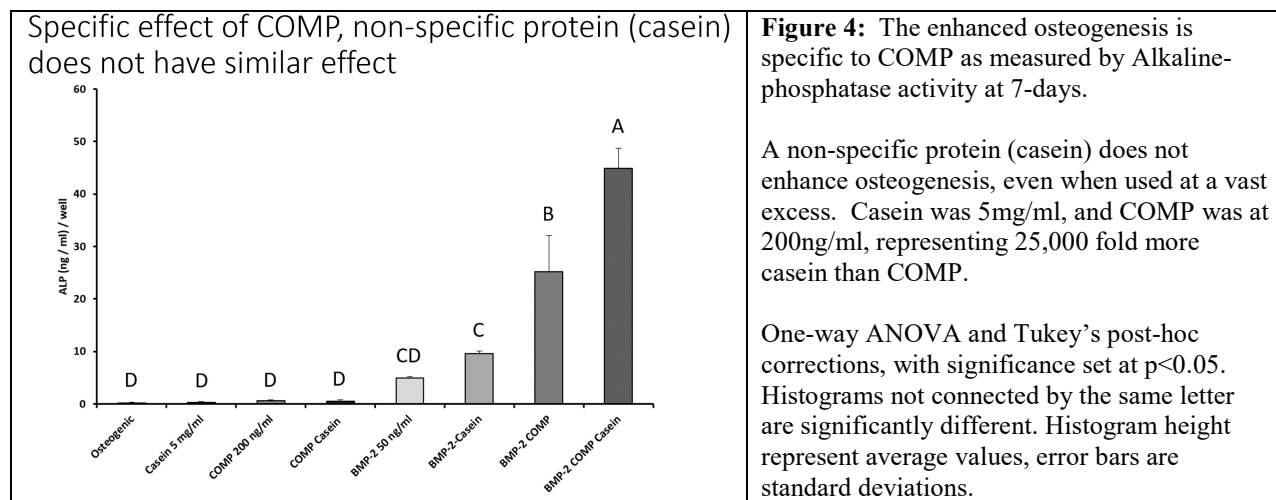 Specific effect of COMP, non-specific protein (casein)
does not have similar effect
60
50
40
30
20
10
0
ALP (ng / ml) / well
D
D
D
D
CD
C
B
A
Osteogenic
Casein 5 mg/ml
COMP 200 ng/ml
COMP Casein
BMP-2 50 ng/ml
BMP-2-Casein
BMP-2 COMP
BMP-2 COMP Casein
Figure 4: The enhanced osteogenesis is
specific to COMP as measured by Alkaline-
phosphatase activity at 7-days.
A non-specific protein (casein) does not
enhance osteogenesis, even when used at a vast
excess. Casein was 5mg/ml, and COMP was at
200ng/ml, representing 25,000 fold more
casein than COMP.
One-way ANOVA and Tukey’s post-hoc
corrections, with significance set at p<0.05.
Histograms not connected by the same letter
are significantly different. Histogram height
represent average values, error bars are
standard deviations.